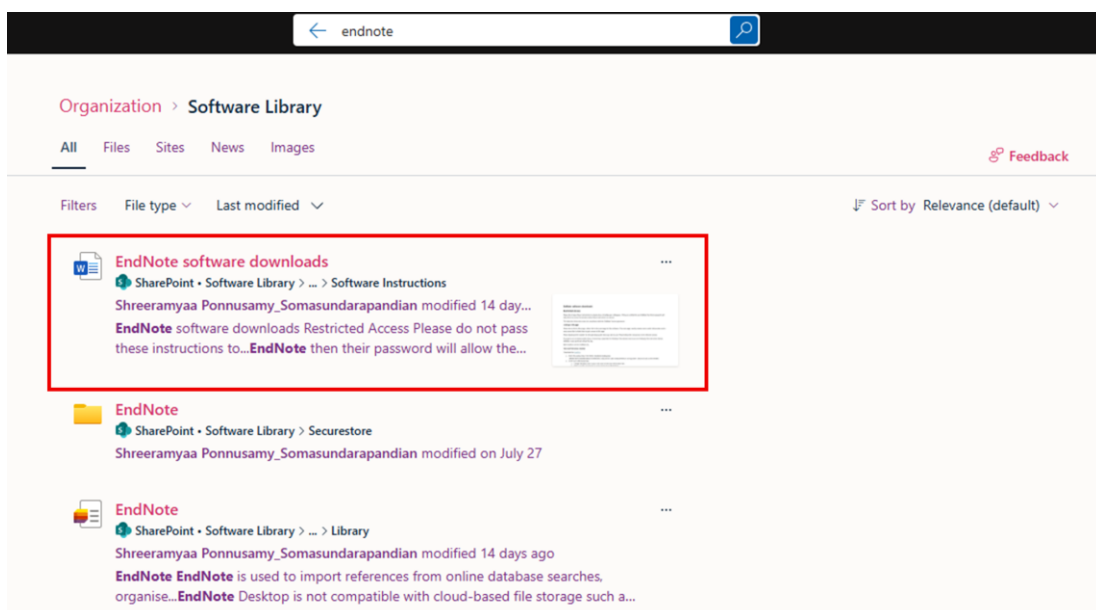 endnote
Organization > Software Library
All Files Sites News Images
Feedback
Filters File type Last modified
Sort by Relevance (default)
EndNote software downloads
SharePoint • Software Library > ... > Software Instructions
Shreeramyaa Ponnusamy_Somasundarapandian modified 14 day...
EndNote software downloads Restricted Access Please do not pass
these instructions to...EndNote then their password will allow the...
EndNote
SharePoint • Software Library > Securestore
Shreeramyaa Ponnusamy_Somasundarapandian modified on July 27
EndNote
SharePoint • Software Library > ... > Library
Shreeramyaa Ponnusamy_Somasundarapandian modified 14 days ago
EndNote EndNote is used to import references from online database searches,
organise...EndNote Desktop is not compatible with cloud-based file storage such a...